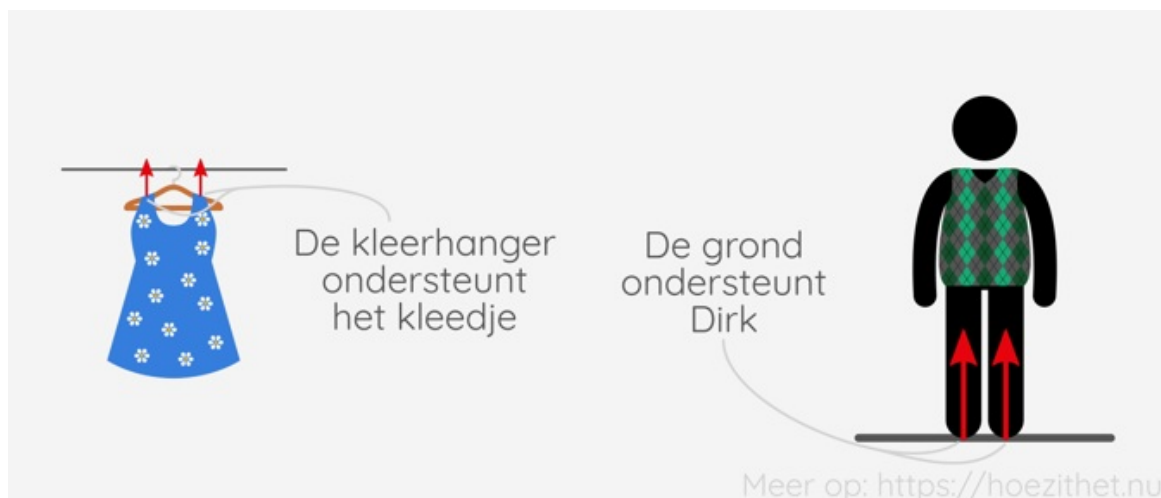 De kleerhanger
ondersteunt
het kleedje
De grond
ondersteunt
Dirk
Meer op: https://hoezithet.nu